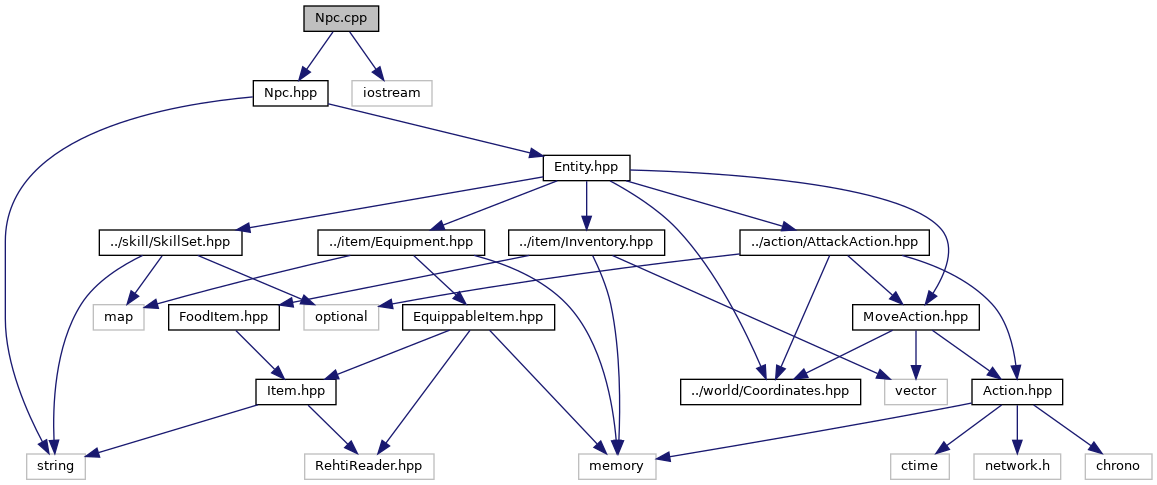 Npc.cpp
Npc.hpp
iostream
Entity.hpp
../skill/SkillSet.hpp
../item/Equipment.hpp
../item/Inventory.hpp
../action/AttackAction.hpp
map
FoodItem.hpp
optional
EquippableItem.hpp
MoveAction.hpp
Item.hpp
../world/Coordinates.hpp
vector
Action.hpp
string
RehtiReader.hpp
memory
ctime
network.h
chrono